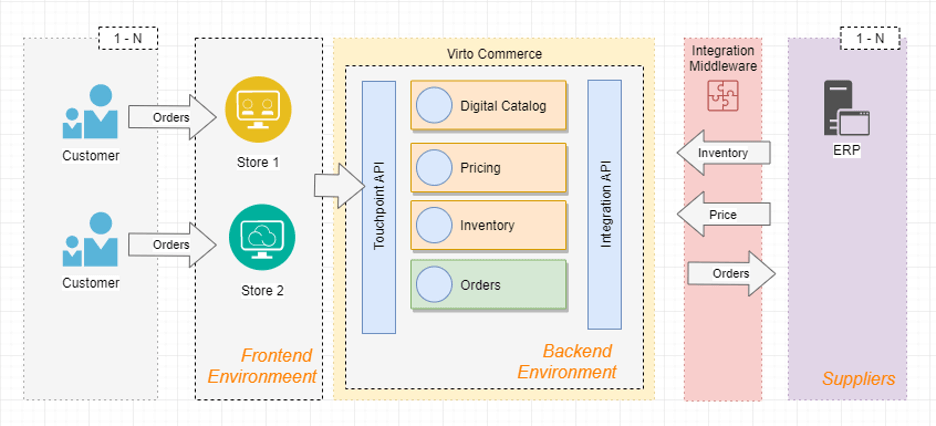 1 - N
Customer
Orders
Customer
Orders
Store 1
Store 2
Frontend
Environmeent
Virto Commerce
Touchpoint API
Digital Catalog
Pricing
Inventory
Orders
Integration API
Backend
Environment
Integration
Middleware
Inventory
Price
Orders
1 - N
ERP
Suppliers